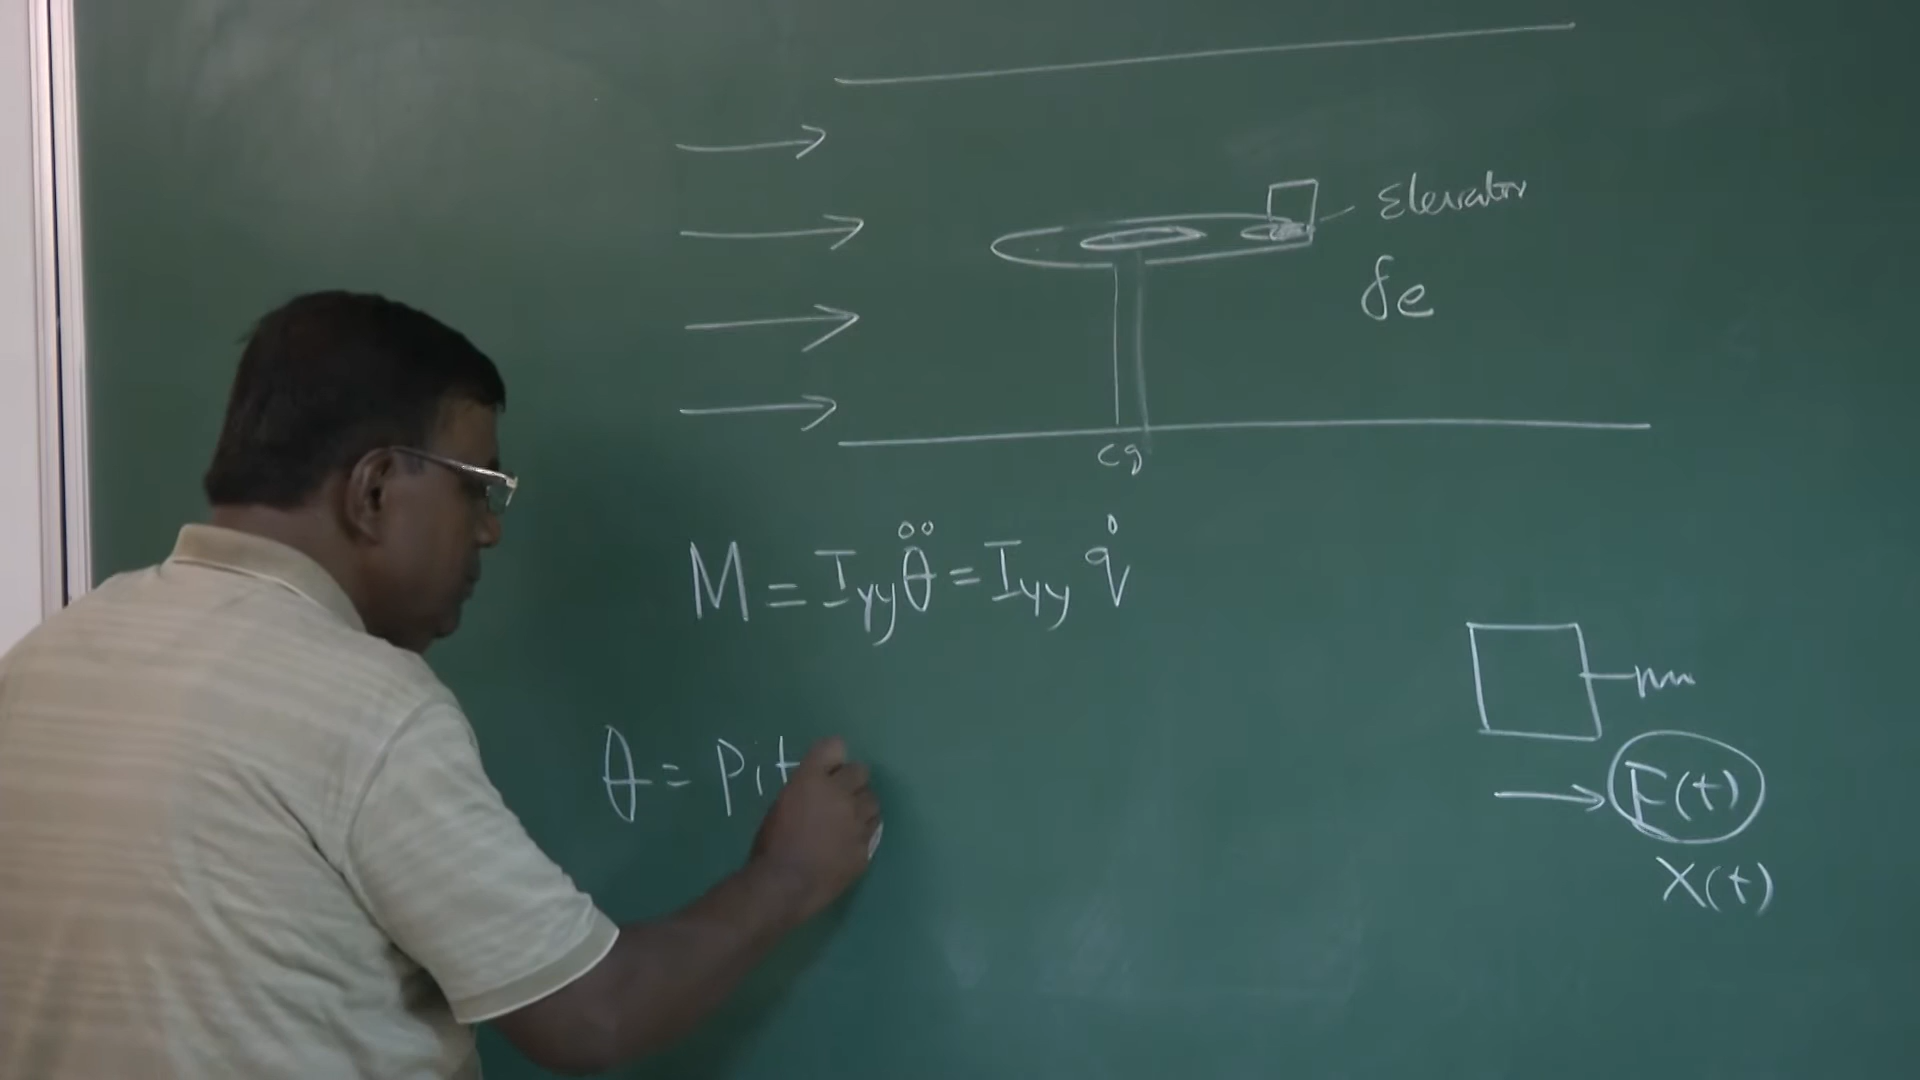 Elevator
δe
cg
M = Iyy θ̈ = Iyy q̇
θ = Pit
F(t)
X(t)